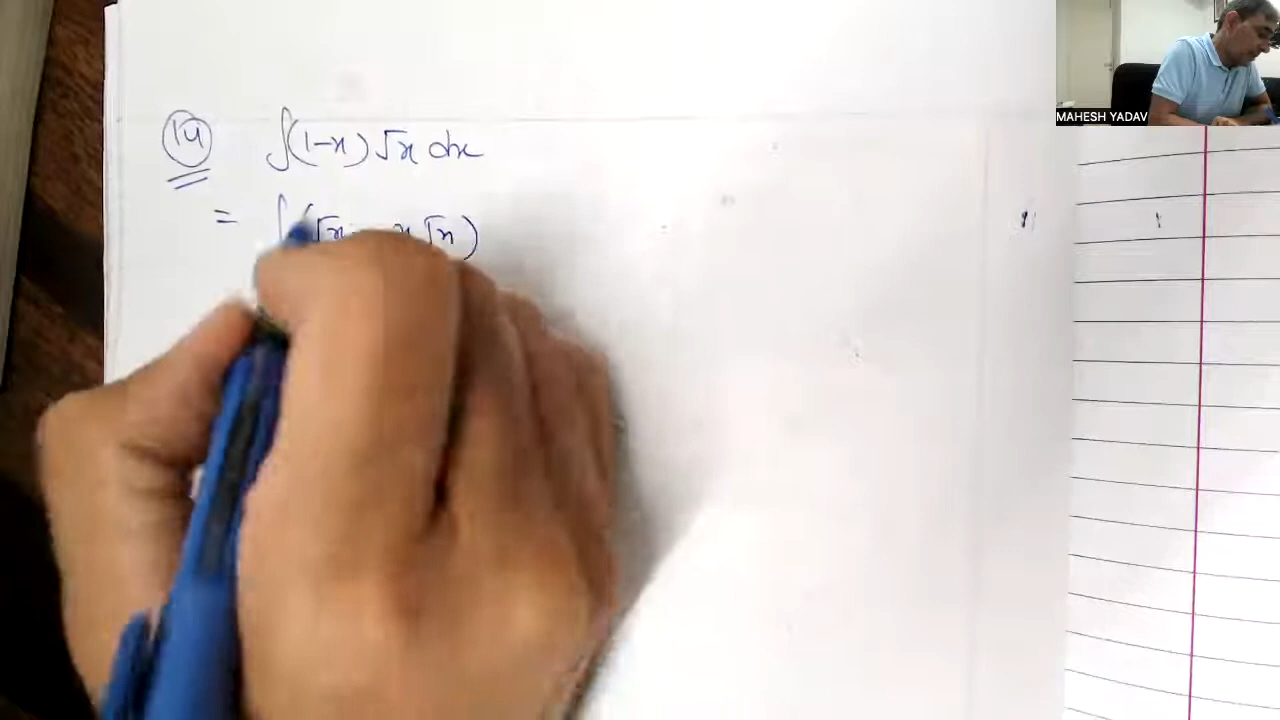 14 ∫(1-x) √x dx
= ∫(√x - x √x)
MAHESH YADAV